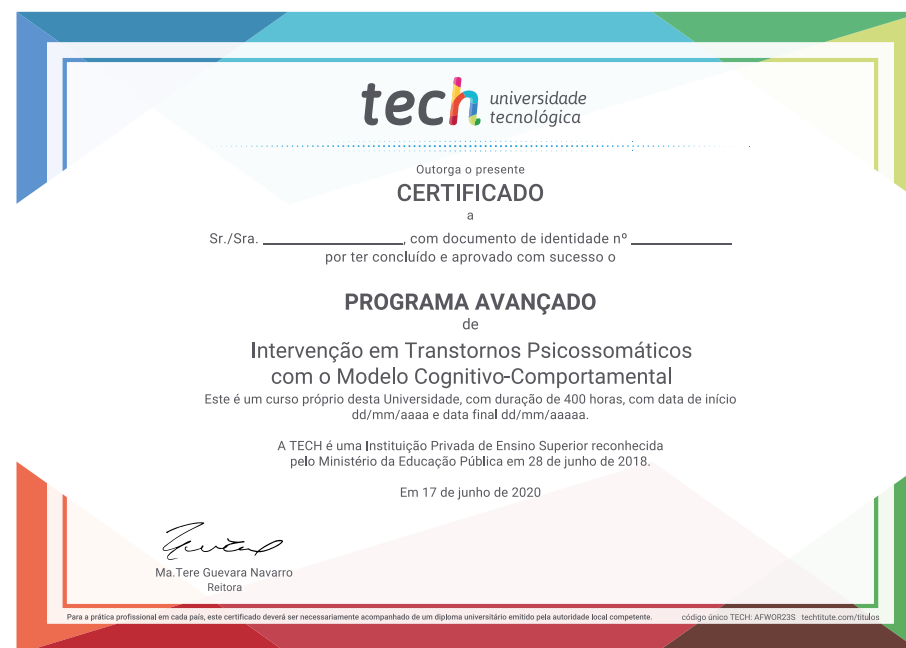 tech universidade
tecnológica
Outorga o presente
CERTIFICADO
a
Sr./Sra. ____________, com documento de identidade nº ____________
por ter concluído e aprovado com sucesso o
PROGRAMA AVANÇADO
de
Intervenção em Transtornos Psicossomáticos
com o Modelo Cognitivo-Comportamental
Este é um curso próprio desta Universidade, com duração de 400 horas, com data de início
dd/mm/aaaa e data final dd/mm/aaaaa.
A TECH é uma Instituição Privada de Ensino Superior reconhecida
pelo Ministério da Educação Pública em 28 de junho de 2018.
Em 17 de junho de 2020
Ma.Tere Guevara Navarro
Reitora
Para a prática profissional em cada país, este certificado deverá ser necessariamente acompanhado de um diploma universitário emitido pela autoridade local competente. código único TECH: AFWOR23S techtitute.com/titulos